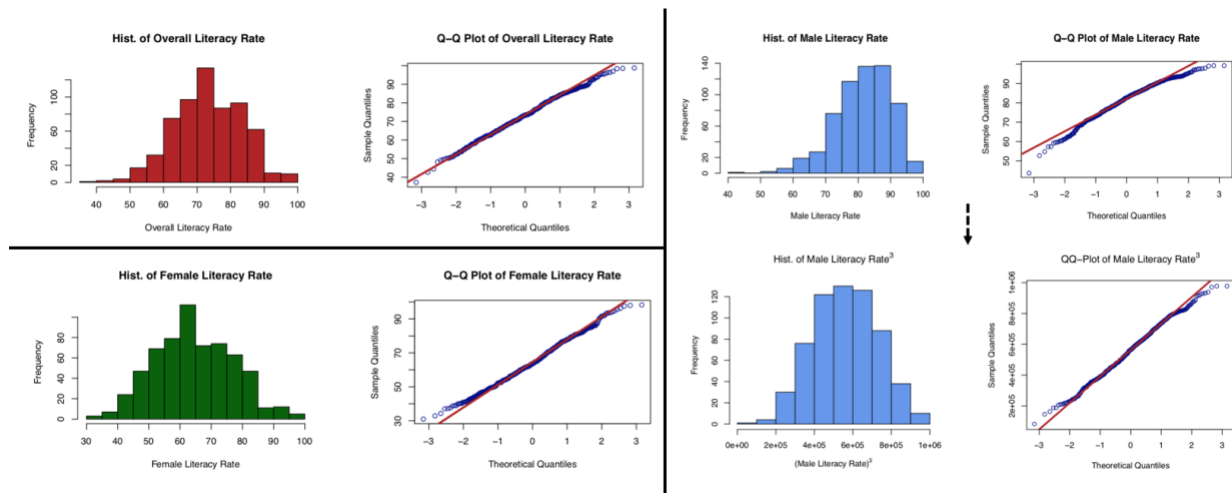 Hist. of Overall Literacy Rate
Frequency
0 20 60 100
40 50 60 70 80 90 100
Overall Literacy Rate
Q−Q Plot of Overall Literacy Rate
Sample Quantiles
40 50 60 70 80 90
−3 −2 −1 0 1 2 3
Theoretical Quantiles
Hist. of Female Literacy Rate
Frequency
0 20 40 60 80
30 40 50 60 70 80 90 100
Female Literacy Rate
Q−Q Plot of Female Literacy Rate
Sample Quantiles
30 50 70 90
−3 −2 −1 0 1 2 3
Theoretical Quantiles
Hist. of Male Literacy Rate
Frequency
0 20 60 100 140
40 50 60 70 80 90 100
Male Literacy Rate
Q−Q Plot of Male Literacy Rate
Sample Quantiles
50 60 70 80 90
−3 −2 −1 0 1 2 3
Theoretical Quantiles
Hist. of Male Literacy Rate³
Frequency
0 20 40 60 80 120
0e+00 2e+05 4e+05 6e+05 8e+05 1e+06
(Male Literacy Rate)³
QQ−Plot of Male Literacy Rate³
Sample Quantiles
2e+05 4e+05 6e+05 8e+05 1e+06
−3 −2 −1 0 1 2 3
Theoretical Quantiles